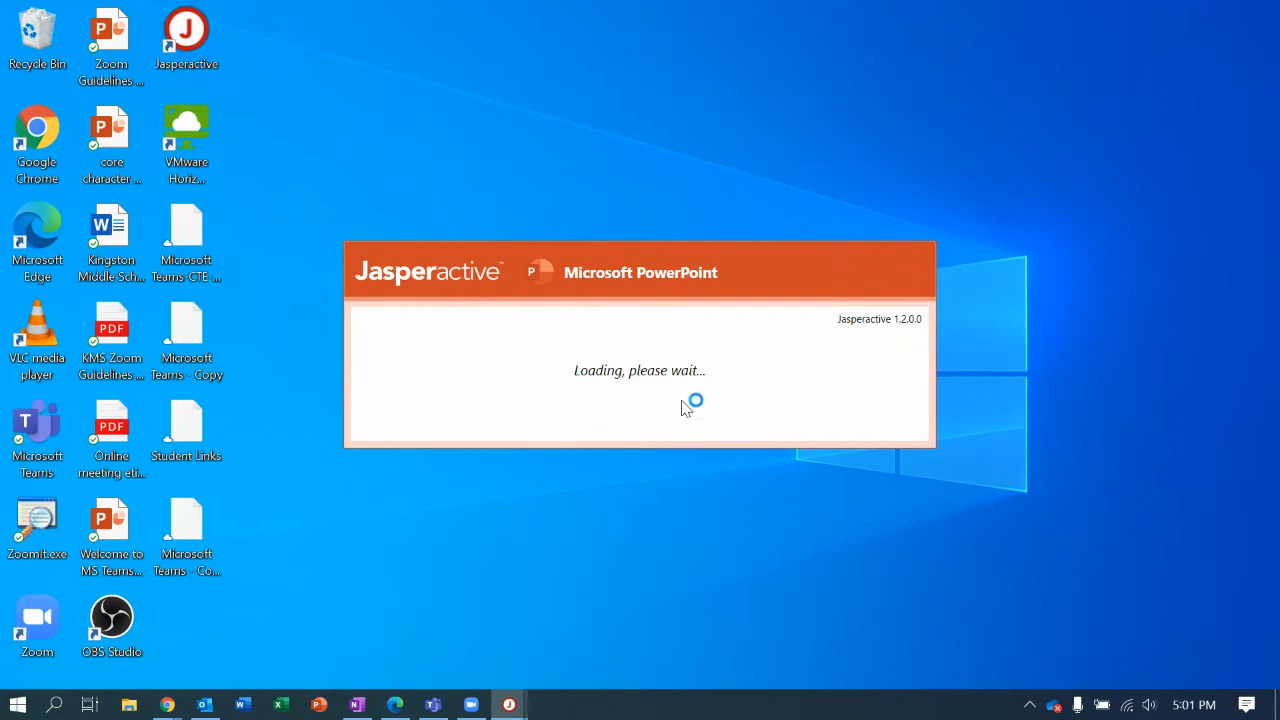 Recycle Bin
Zoom
Guidelines ...
Jasperactive
J
Google
Chrome
core
character ...
VMware
Horiz...
Microsoft
Edge
Kingston
Middle Sch...
Microsoft
Teams-CTE -...
VLC media
player
PDF
KMS Zoom
Guidelines ...
Microsoft
Teams - Copy
Microsoft
Teams
PDF
Online
meeting eti...
Student Links
ZoomIt.exe
Welcome to
MS Teams...
Microsoft
Teams - Co...
Zoom
OBS Studio
Jasperactive™
P
Microsoft PowerPoint
Jasperactive 1.2.0.0
Loading, please wait...
5:01 PM